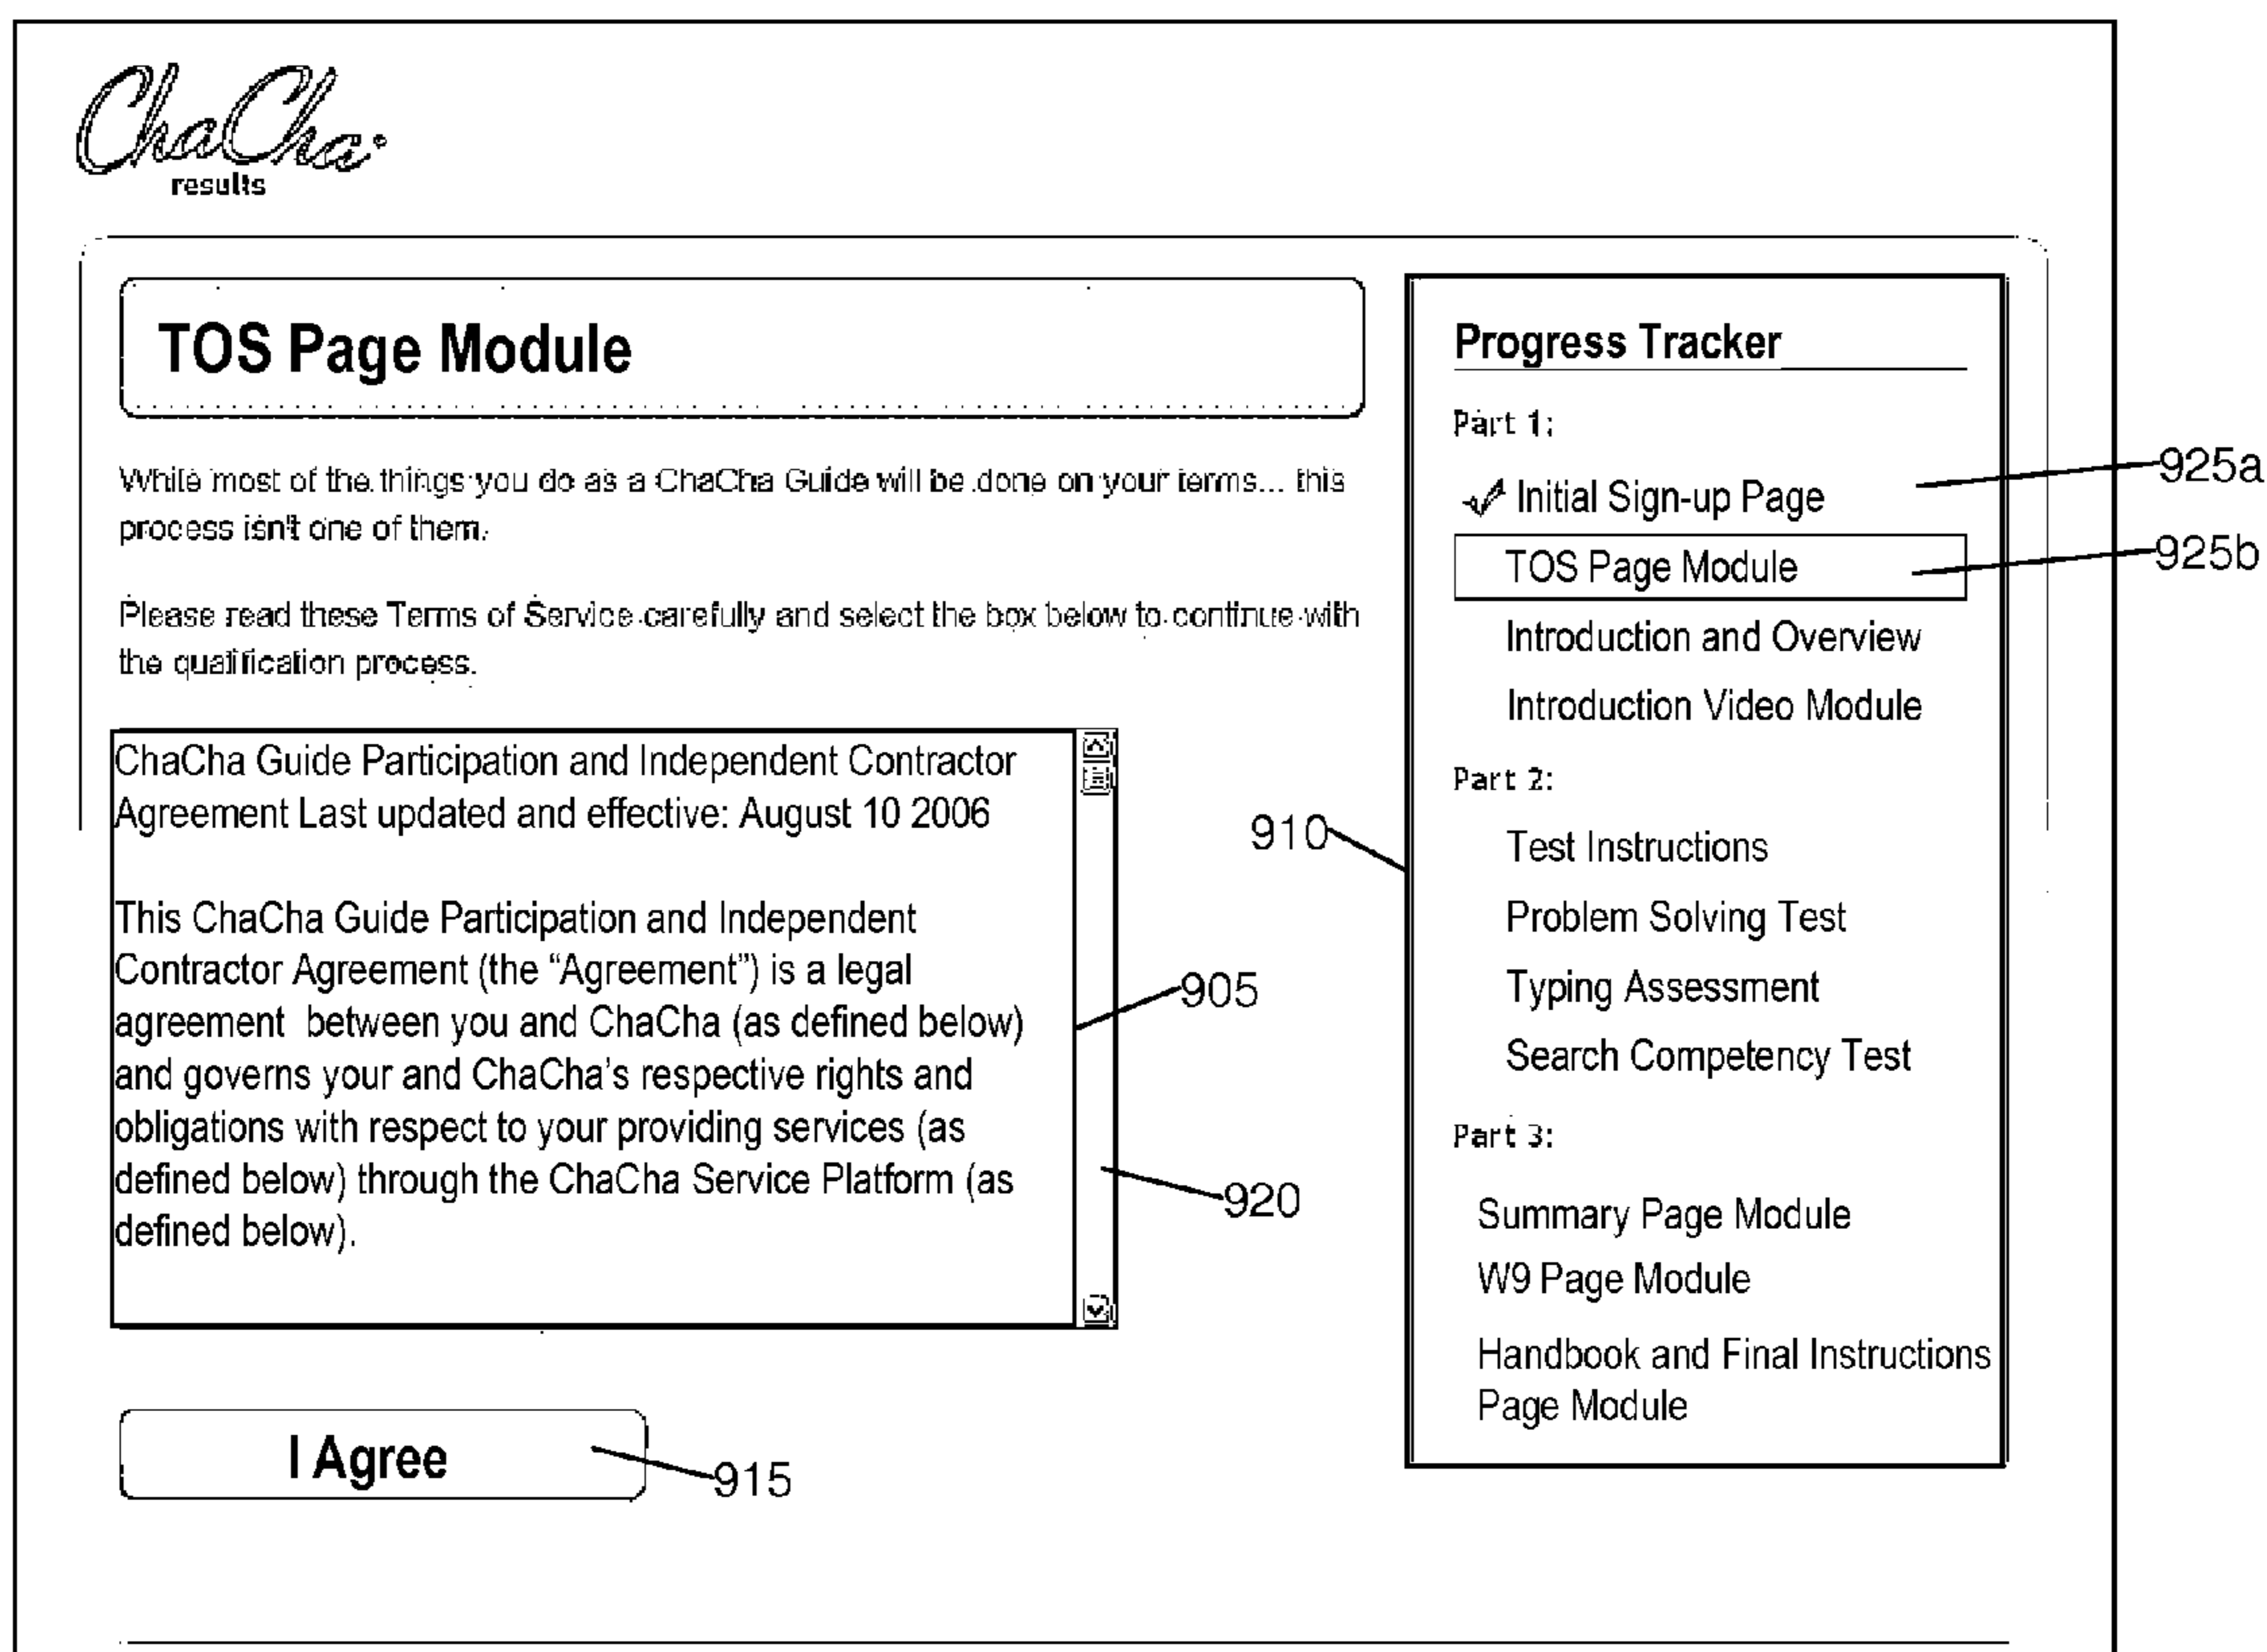 ChaCha
results
TOS Page Module
While most of the things you do as a ChaCha Guide will be done on your terms... this
process isn't one of them.
Please read these Terms of Service carefully and select the box below to continue with
the qualification process.
ChaCha Guide Participation and Independent Contractor
Agreement Last updated and effective: August 10 2006
This ChaCha Guide Participation and Independent
Contractor Agreement (the “Agreement”) is a legal
agreement between you and ChaCha (as defined below)
and governs your and ChaCha’s respective rights and
obligations with respect to your providing services (as
defined below) through the ChaCha Service Platform (as
defined below).
905
920
I Agree
915
910
Progress Tracker
Part 1:
Initial Sign-up Page
925a
TOS Page Module
925b
Introduction and Overview
Introduction Video Module
Part 2:
Test Instructions
Problem Solving Test
Typing Assessment
Search Competency Test
Part 3:
Summary Page Module
W9 Page Module
Handbook and Final Instructions
Page Module